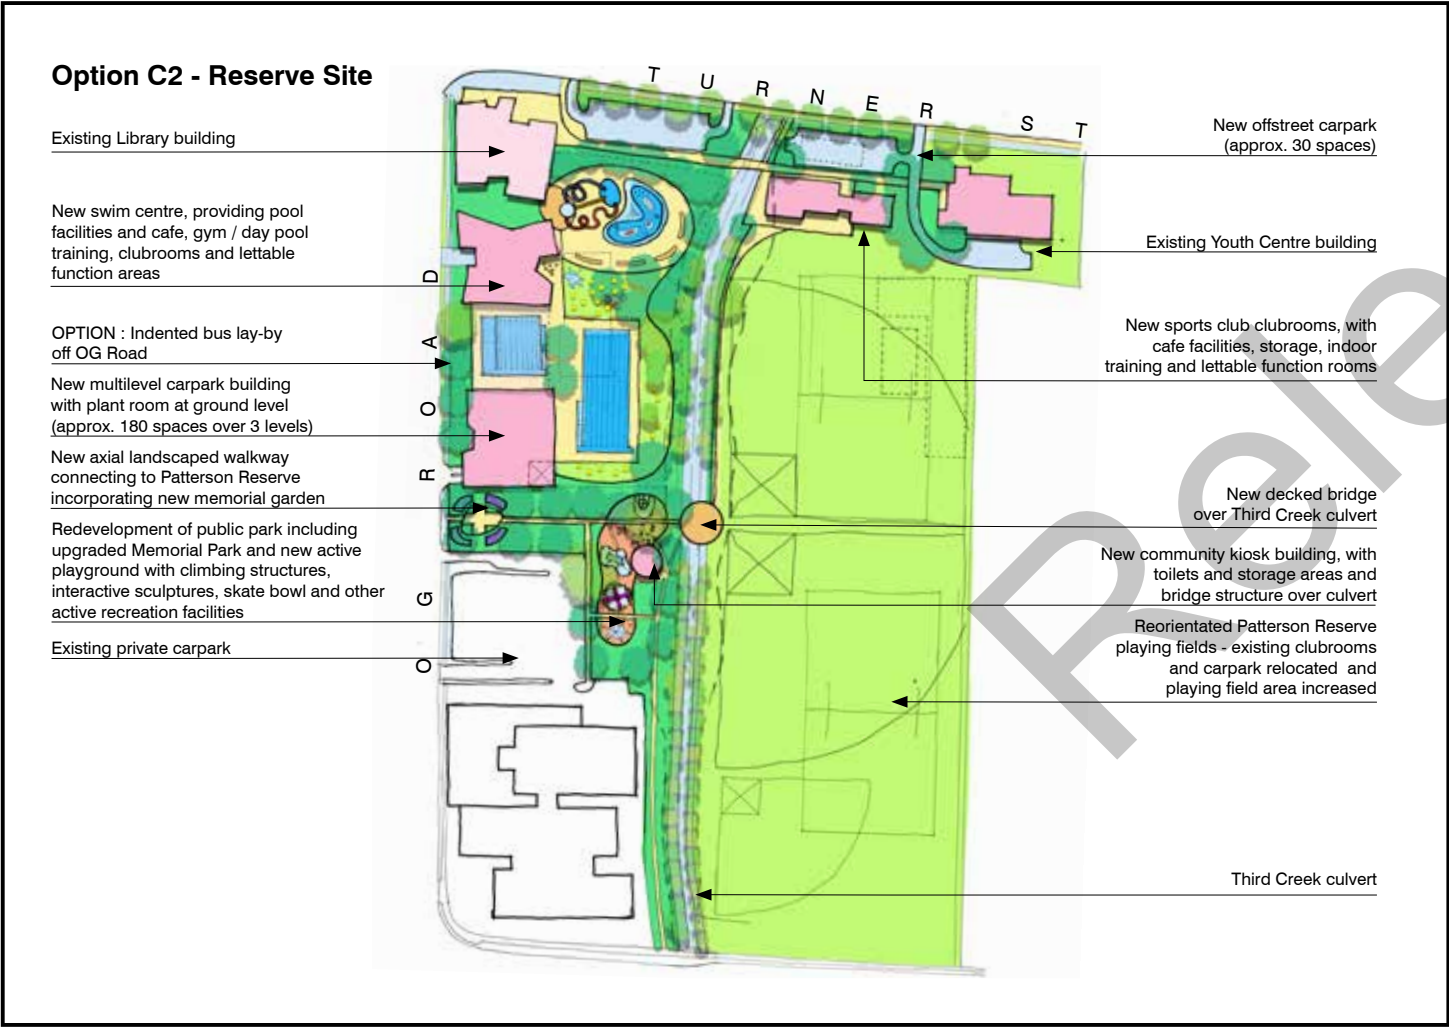 Option C2 - Reserve Site
Existing Library building
New swim centre, providing pool
facilities and cafe, gym / day pool
training, clubrooms and lettable
function areas
OPTION : Indented bus lay-by
off OG Road
New multilevel carpark building
with plant room at ground level
(approx. 180 spaces over 3 levels)
New axial landscaped walkway
connecting to Patterson Reserve
incorporating new memorial garden
Redevelopment of public park including
upgraded Memorial Park and new active
playground with climbing structures,
interactive sculptures, skate bowl and other
active recreation facilities
Existing private carpark
TURNER ST
OG ROAD
New offstreet carpark
(approx. 30 spaces)
Existing Youth Centre building
New sports club clubrooms, with
cafe facilities, storage, indoor
training and lettable function rooms
New decked bridge
over Third Creek culvert
New community kiosk building, with
toilets and storage areas and
bridge structure over culvert
Reorientated Patterson Reserve
playing fields - existing clubrooms
and carpark relocated and
playing field area increased
Third Creek culvert
Rele